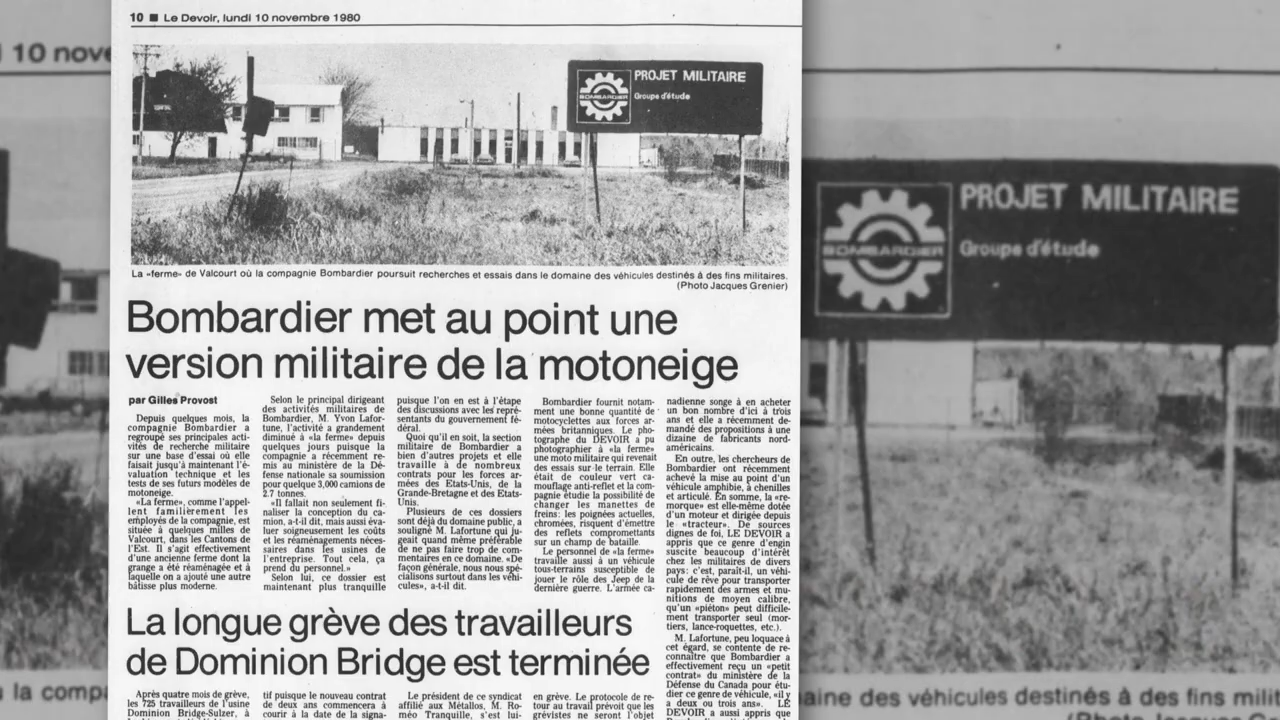 10 ■ Le Devoir, lundi 10 novembre 1980
PROJET MILITAIRE
BOMBARDIER
Groupe d'étude
La «ferme» de Valcourt où la compagnie Bombardier poursuit recherches et essais dans le domaine des véhicules destinés à des fins militaires.
(Photo Jacques Grenier)
Bombardier met au point une
version militaire de la motoneige
par Gilles Provost
Depuis quelques mois, la
compagnie Bombardier a
regroupé ses principales acti-
vités de recherche militaire
sur une base d'essai où elle
faisait jusqu'à maintenant l'é-
valuation technique et les
tests de ses futurs modèles de
motoneige.
«La ferme», comme l'appel-
lent familièrement les
employés de la compagnie, est
située à quelques milles de
Valcourt, dans les Cantons de
l'Est. Il s'agit effectivement
d'une ancienne ferme dont la
grange a été réaménagée et à
laquelle on a ajouté une autre
bâtisse plus moderne.
Selon le principal dirigeant
des activités militaires de
Bombardier, M. Yvon Lafor-
tune, l'activité a grandement
diminué à «la ferme» depuis
quelques jours puisque la
compagnie a récemment re-
mis au ministère de la Dé-
fense nationale sa soumission
pour quelque 3,000 camions de
2.7 tonnes.
«Il fallait non seulement fi-
naliser la conception du ca-
mion, a-t-il dit, mais aussi éva-
luer soigneusement les coûts
et les réaménagements néces-
saires dans les usines de
l'entreprise. Tout cela, ça
prend du personnel.»
Selon lui, ce dossier est
maintenant plus tranquille
puisque l'on en est à l'étape
des discussions avec les repré-
sentants du gouvernement fé-
déral.
Quoi qu'il en soit, la section
militaire de Bombardier a
bien d'autres projets et elle
travaille à de nombreux
contrats pour les forces ar-
mées des Etats-Unis, de la
Grande-Bretagne et des Etats-
Unis.
Plusieurs de ces dossiers
sont déjà du domaine public, a
souligné M. Lafortune qui ju-
geait quand même préférable
de ne pas faire trop de com-
mentaires en ce domaine. «De
façon générale, nous nous spé-
cialisons surtout dans les véhi-
cules», a-t-il dit.
Bombardier fournit notam-
ment une bonne quantité de
motocyclettes aux forces ar-
mées britanniques. Le pho-
tographe du DEVOIR a pu
photographier à «la ferme»
une moto militaire qui revenait
des essais sur le terrain. Elle
était de couleur vert ca-
mouflage anti-reflet et la com-
pagnie étudie la possibilité de
changer les manettes de
freins: les poignées actuelles,
chromées, risquent d'émettre
des reflets compromettants
sur un champ de bataille.
Le personnel de «la ferme»
travaille aussi à un véhicule
tous-terrains susceptible de
jouer le rôle des Jeep de la
dernière guerre. L'armée ca-
nadienne songe à en acheter
un bon nombre d'ici à trois
ans et elle a récemment de-
mandé des propositions à une
dizaine de fabricants nord-
américains.
En outre, les chercheurs de
Bombardier ont récemment
achevé la mise au point d'un
véhicule amphibie, à chenilles
et articulé. En somme, la «re-
morque» est elle-même dotée
d'un moteur et dirigée depuis
le «tracteur». De sources
dignes de foi, LE DEVOIR a
appris que ce genre d'engin
suscite beaucoup d'intérêt
chez les militaires de divers
pays: c'est, paraît-il, un véhi-
cule de rêve pour transporter
rapidement des armes et mu-
nitions de moyen calibre,
qu'un «piéton» peut difficile-
ment transporter seul (mor-
tiers, lance-roquettes, etc.).
M. Lafortune, peu loquace à
cet égard, se contente de re-
connaître que Bombardier a
effectivement reçu un «petit
contrat» du ministère de la
Défense du Canada pour étu-
dier ce genre de véhicule, «il y
a deux ou trois ans». LE
DEVOIR a aussi appris que
La longue grève des travailleurs
de Dominion Bridge est terminée
Après quatre mois de grève,
les 725 travailleurs de l'usine
Dominion Bridge-Sulzer, à
tif puisque le nouveau contrat
de deux ans commencera à
courir à la date de la signa-
Le président de ce syndicat
affilié aux Métallos, M. Ro-
méo Tranquille, s'est lui-
en grève. Le protocole de re-
tour au travail prévoit que les
grévistes ne seront l'objet
10 nove
la comp
PROJET MILITAIRE
BOMBARDIER
Groupe d'étude
aine des véhicules destinés à des fins milit